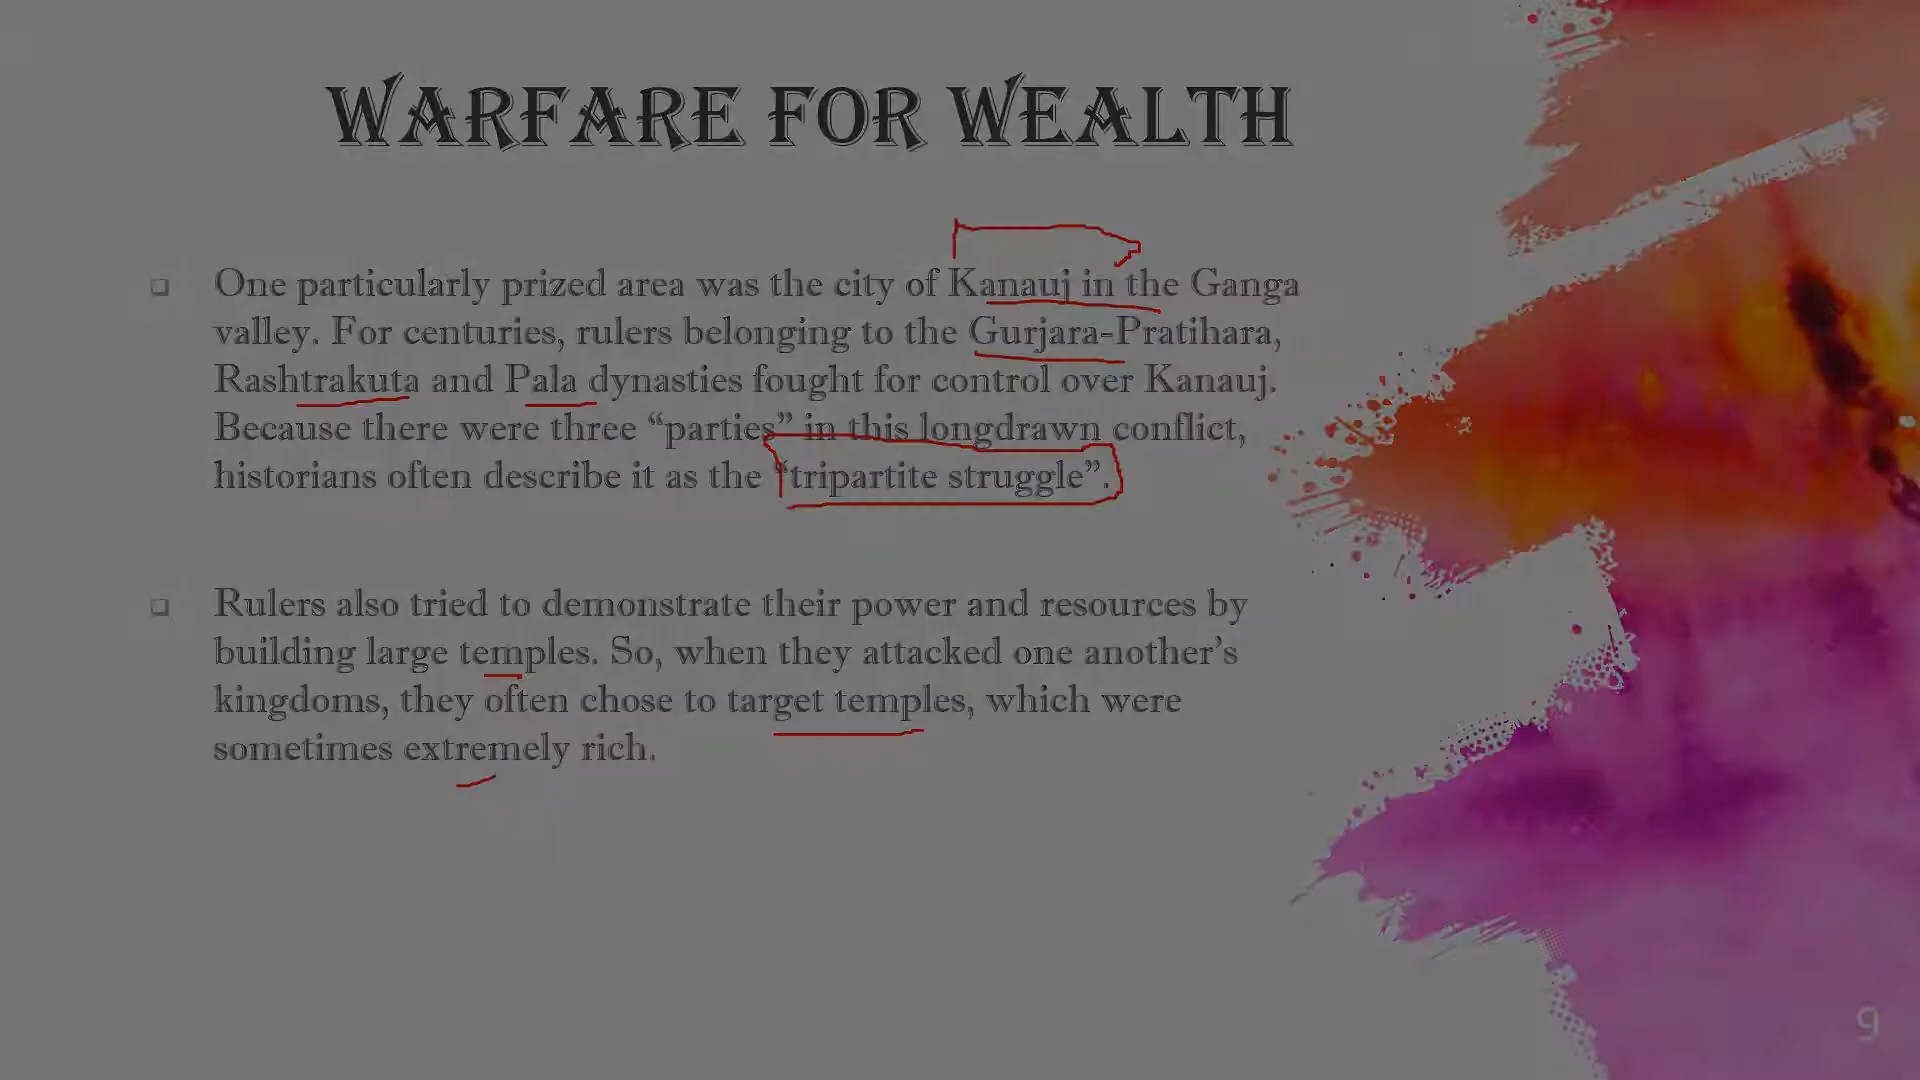 WARFARE FOR WEALTH
One particularly prized area was the city of Kanauj in the Ganga
valley. For centuries, rulers belonging to the Gurjara-Pratihara,
Rashtrakuta and Pala dynasties fought for control over Kanauj.
Because there were three “parties” in this longdrawn conflict,
historians often describe it as the “tripartite struggle”.
Rulers also tried to demonstrate their power and resources by
building large temples. So, when they attacked one another’s
kingdoms, they often chose to target temples, which were
sometimes extremely rich.
9